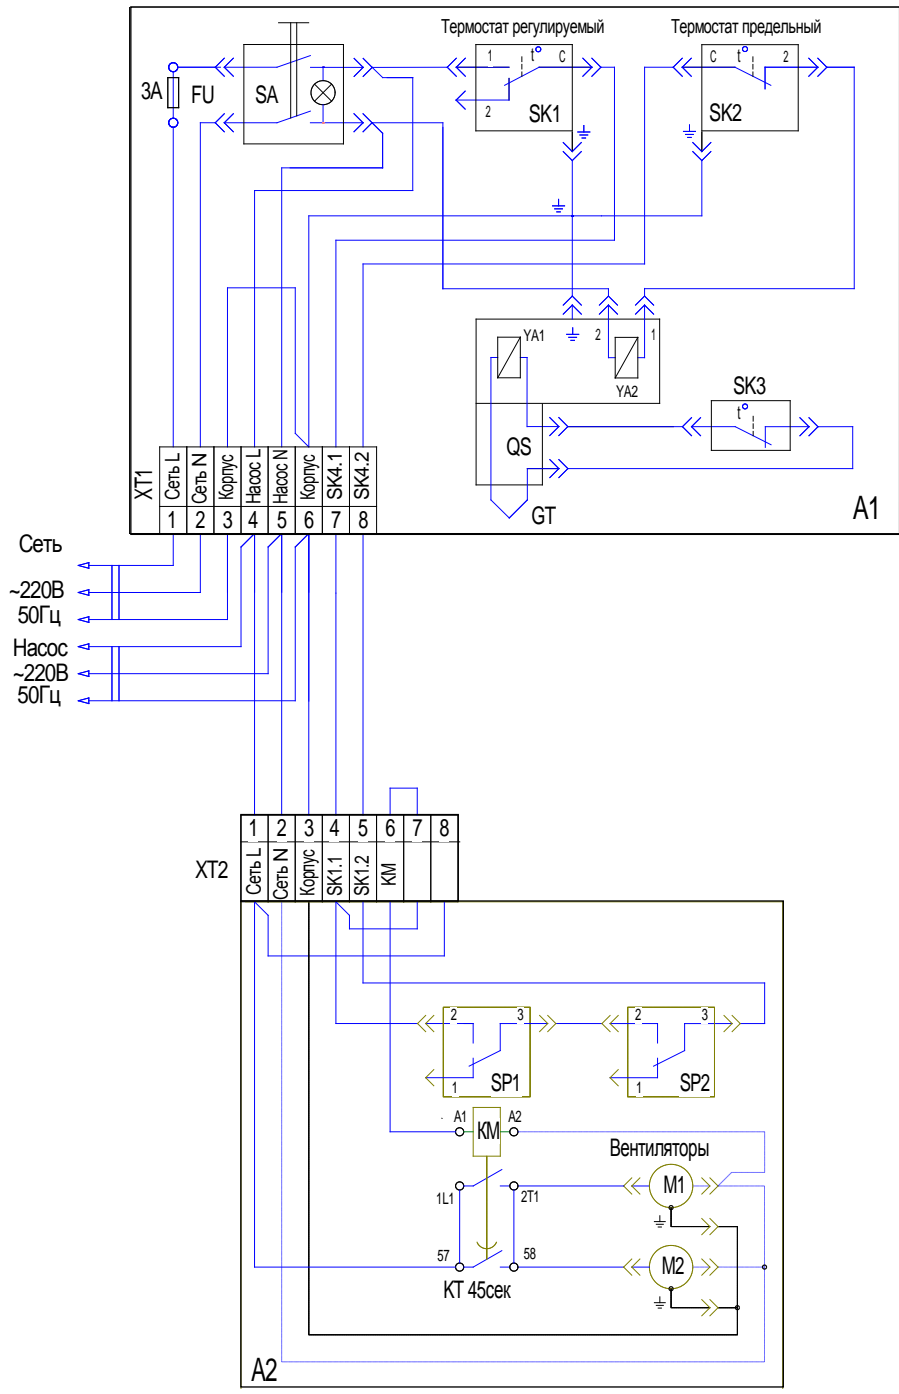 Термостат регулируемый
Термостат предельный
3А
FU
SA
1
t°
C
2
SK1
C
t°
2
SK2
YA1
2
1
YA2
QS
GT
SK3
t°
A1
XT1
Сеть L
Сеть N
Корпус
Насос L
Насос N
Корпус
SK4.1
SK4.2
1 2 3 4 5 6 7 8
Сеть
~220В
50Гц
Насос
~220В
50Гц
XT2
1 2 3 4 5 6 7 8
Сеть L
Сеть N
Корпус
SK1.1
SK1.2
КМ
2
3
1
SP1
2
3
1
SP2
A1
КМ
A2
Вентиляторы
1L1
2T1
M1
57
58
M2
КТ 45сек
A2